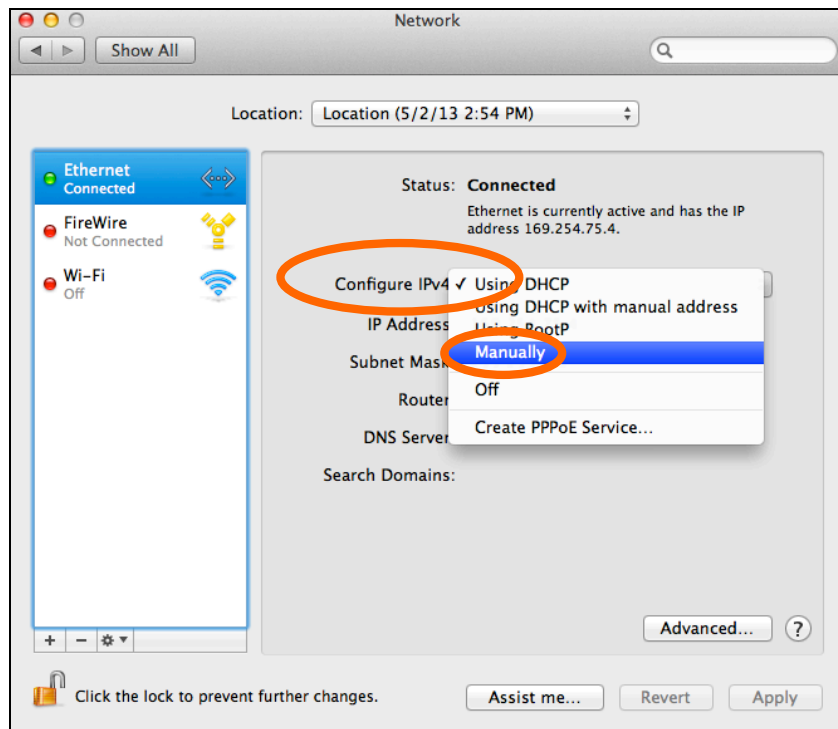 Network
Show All
Location: Location (5/2/13 2:54 PM)
Ethernet
Connected
FireWire
Not Connected
Wi-Fi
Off
Status: Connected
Ethernet is currently active and has the IP
address 169.254.75.4.
Configure IPv4 ✓ Using DHCP
Using DHCP with manual address
IP Address
Using BootP
Manually
Subnet Mask
Off
Router
Create PPPoE Service...
DNS Server
Search Domains:
Advanced... ?
+ −
Click the lock to prevent further changes.
Assist me... Revert Apply